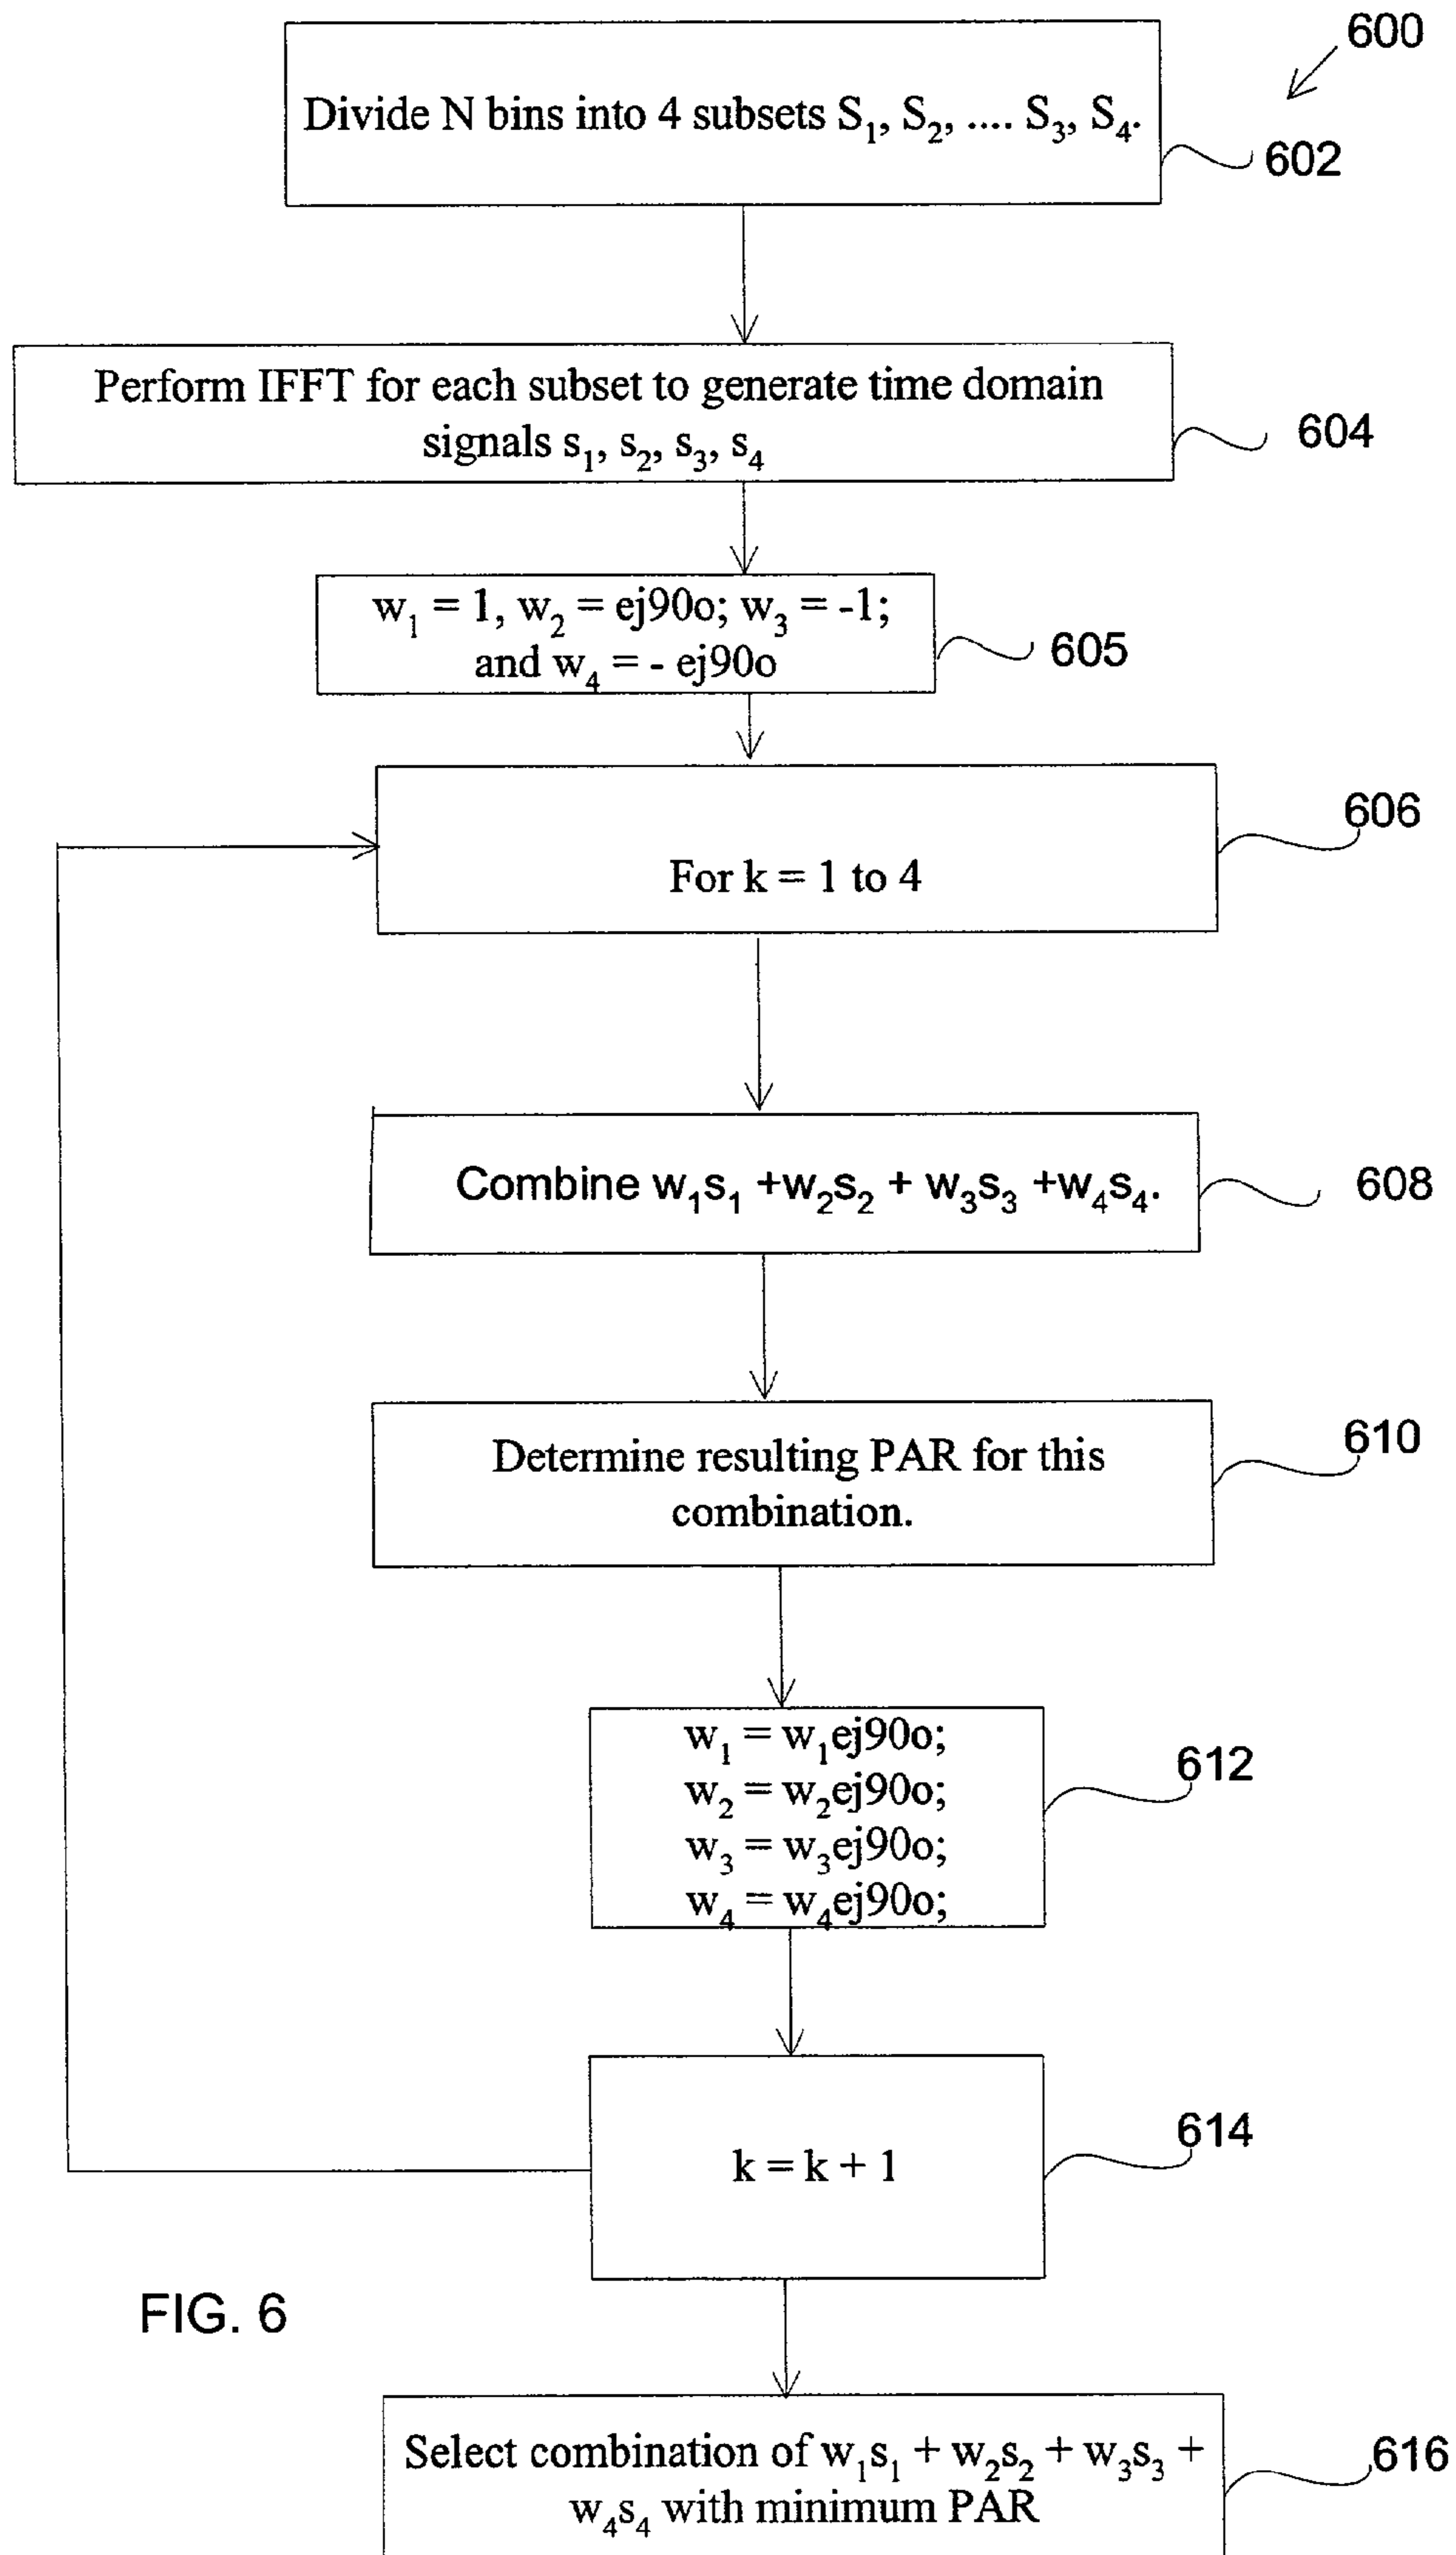 600
Divide N bins into 4 subsets S1, S2, .... S3, S4.
602
Perform IFFT for each subset to generate time domain
signals s1, s2, s3, s4
604
w1 = 1, w2 = ej90o; w3 = -1;
and w4 = - ej90o
605
606
For k = 1 to 4
Combine w1s1 +w2s2 + w3s3 +w4s4.
608
Determine resulting PAR for this
combination.
610
w1 = w1ej90o;
w2 = w2ej90o;
w3 = w3ej90o;
w4 = w4ej90o;
612
k = k + 1
614
FIG. 6
Select combination of w1s1 + w2s2 + w3s3 +
w4s4 with minimum PAR
616